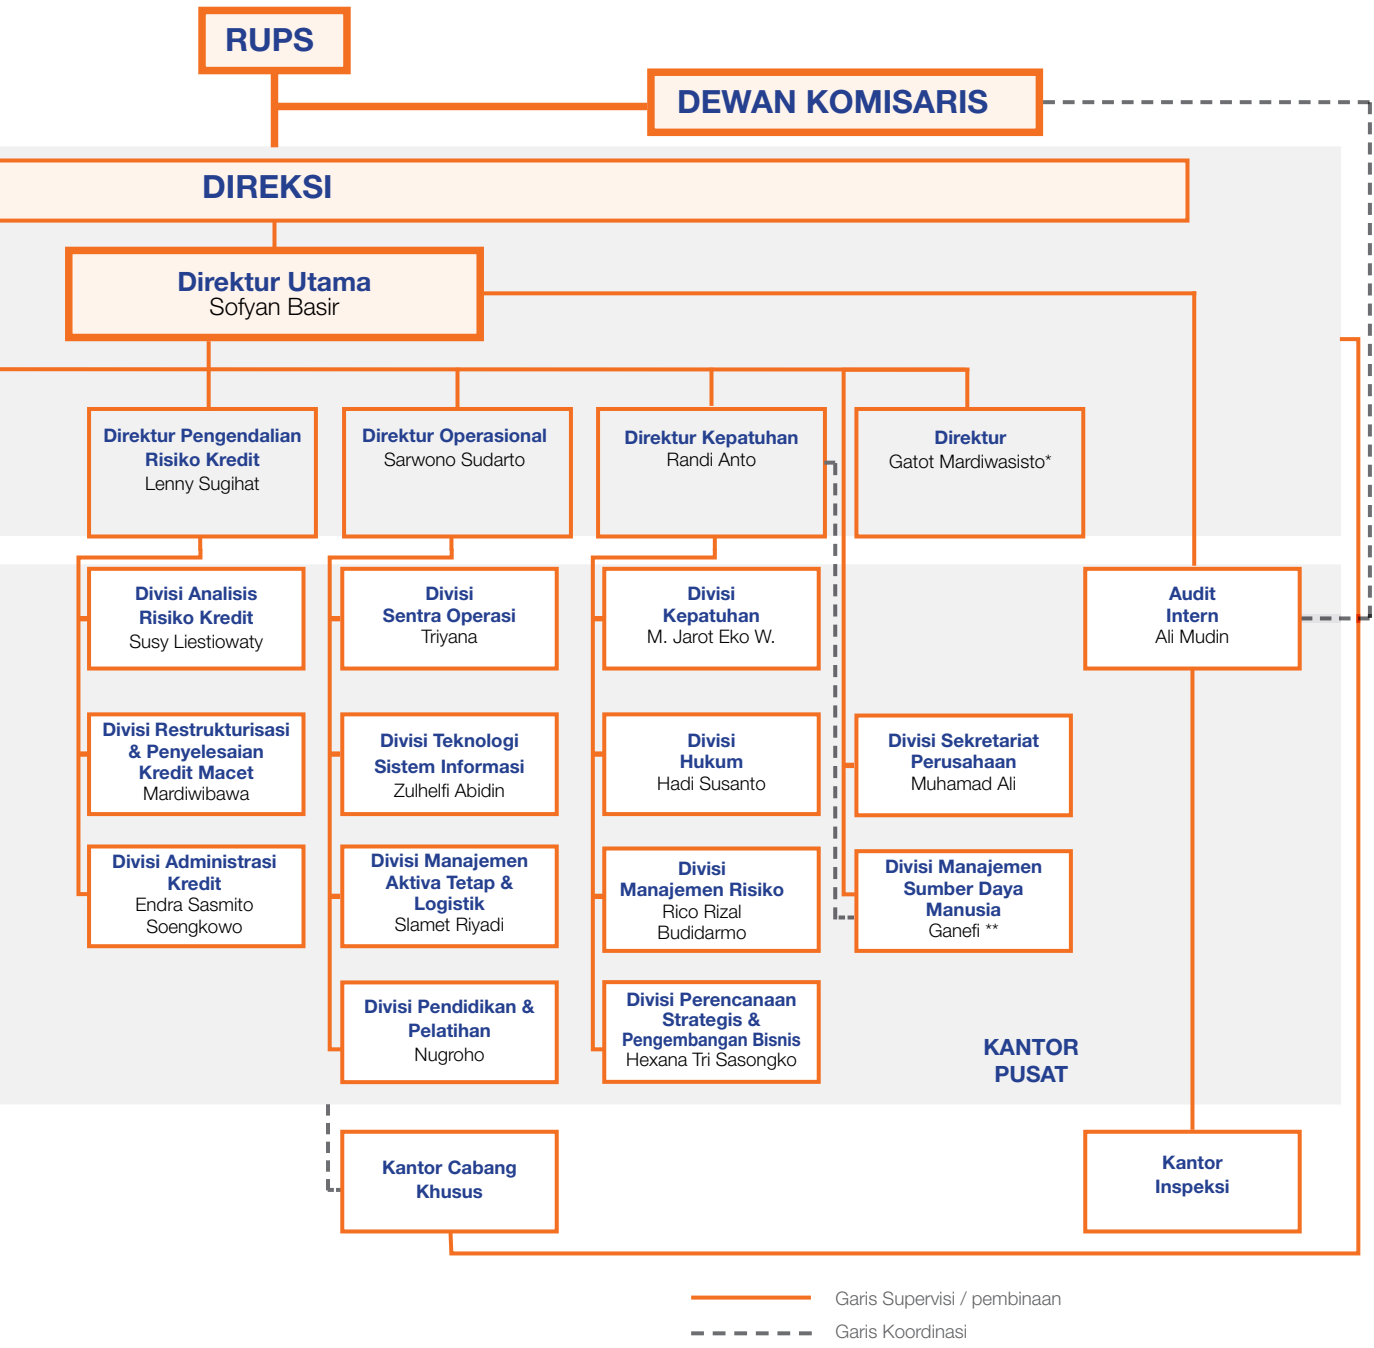 RUPS
DEWAN KOMISARIS
DIREKSI
Direktur Utama
Sofyan Basir
Direktur Pengendalian
Risiko Kredit
Lenny Sugihat
Direktur Operasional
Sarwono Sudarto
Direktur Kepatuhan
Randi Anto
Direktur
Gatot Mardiwasisto*
Divisi Analisis
Risiko Kredit
Susy Liestiowaty
Divisi
Sentra Operasi
Triyana
Divisi
Kepatuhan
M. Jarot Eko W.
Audit
Intern
Ali Mudin
Divisi Restrukturisasi
& Penyelesaian
Kredit Macet
Mardiwibawa
Divisi Teknologi
Sistem Informasi
Zulhelfi Abidin
Divisi
Hukum
Hadi Susanto
Divisi Sekretariat
Perusahaan
Muhamad Ali
Divisi Administrasi
Kredit
Endra Sasmito
Soengkowo
Divisi Manajemen
Aktiva Tetap &
Logistik
Slamet Riyadi
Divisi
Manajemen Risiko
Rico Rizal
Budidarmo
Divisi Manajemen
Sumber Daya
Manusia
Ganefi **
Divisi Pendidikan &
Pelatihan
Nugroho
Divisi Perencanaan
Strategis &
Pengembangan Bisnis
Hexana Tri Sasongko
KANTOR
PUSAT
Kantor Cabang
Khusus
Kantor
Inspeksi
Garis Supervisi / pembinaan
Garis Koordinasi